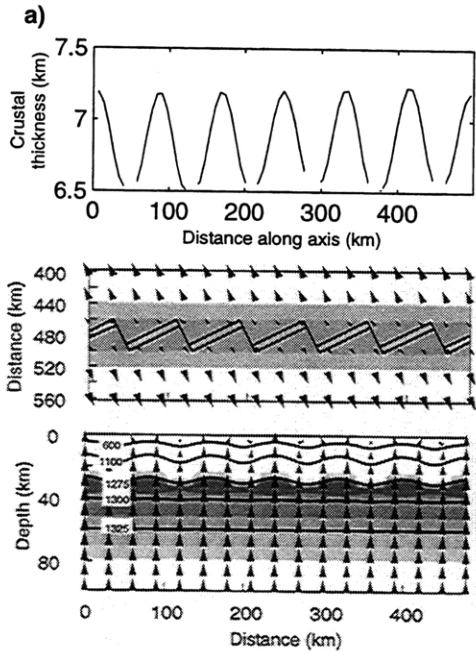 a)
7.5
7
6.5
Crustal
thickness (km)
0 100 200 300 400
Distance along axis (km)
400
440
480
520
560
Distance (km)
0
40
80
Depth (km)
600
1100
1275
1300
1325
0 100 200 300 400
Distance (km)